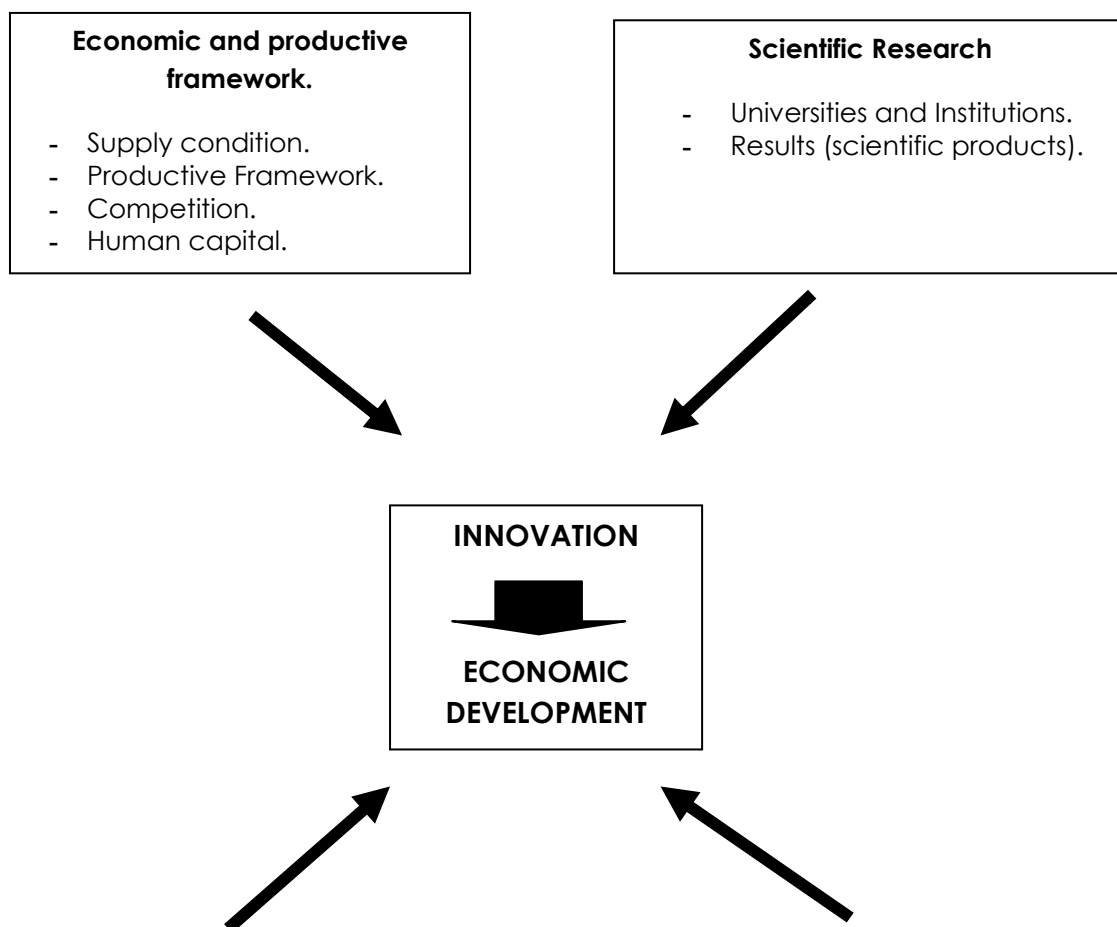 Economic and productive
framework.
- Supply condition.
- Productive Framework.
- Competition.
- Human capital.
Scientific Research
- Universities and Institutions.
- Results (scientific products).
INNOVATION
ECONOMIC
DEVELOPMENT